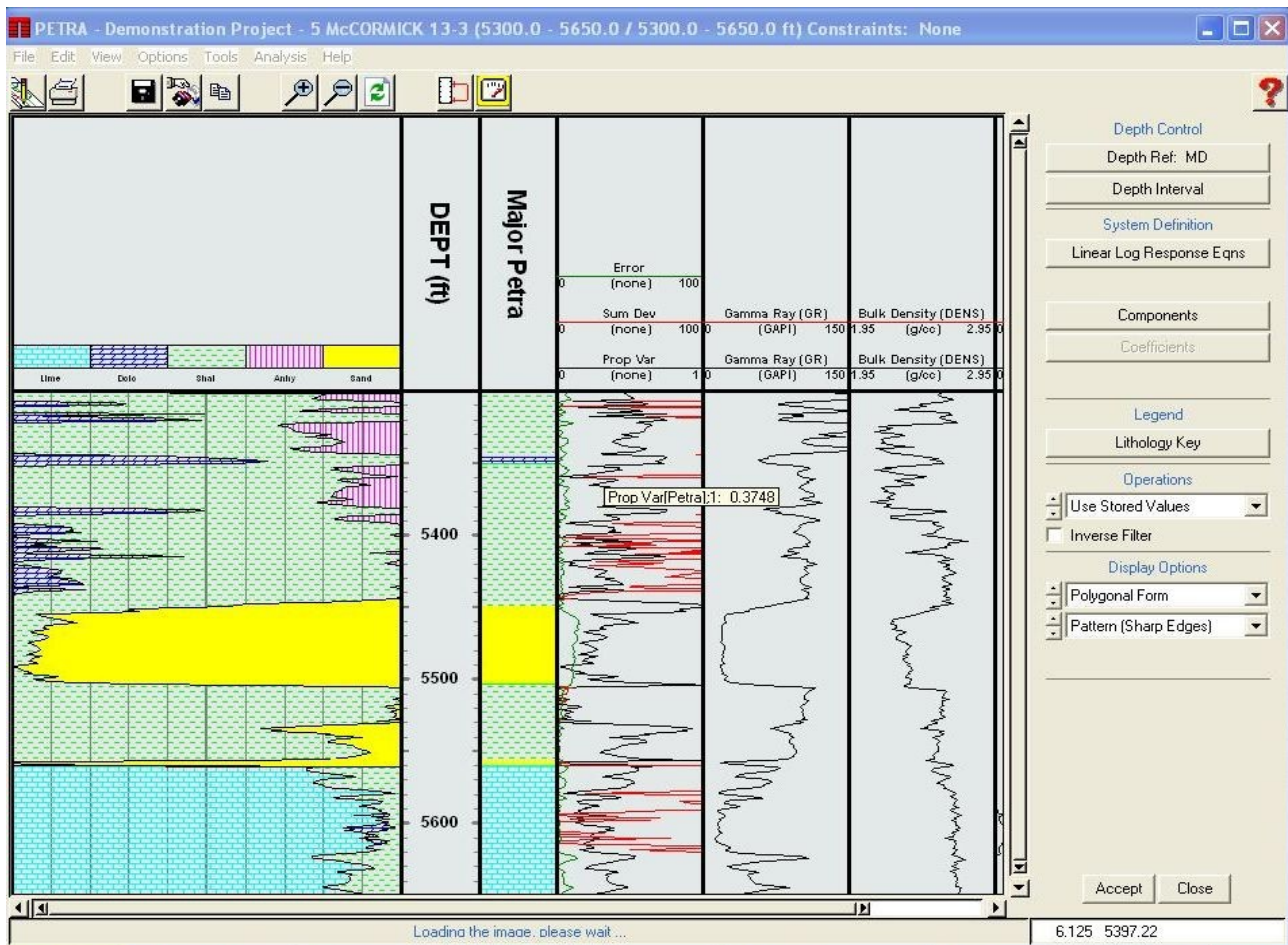 PETRA - Demonstration Project - 5 McCORMICK 13-3 (5300.0 - 5650.0 / 5300.0 - 5650.0 ft) Constraints: None
File Edit View Options Tools Analysis Help
DEPT (ft)
Major Petra
Error
0 (none) 100
Sum Dev
0 (none) 100
Prop Var
0 (none) 1
Gamma Ray (GR)
0 (GAPI) 150
Gamma Ray (GR)
0 (GAPI) 150
Bulk Density (DENS)
1.95 (g/cc) 2.95
Bulk Density (DENS)
1.95 (g/cc) 2.95
0
0
Lime Dolo Shal Anhy Sand
Prop Var[Petra];1: 0.3748
5400
5500
5600
Depth Control
Depth Ref: MD
Depth Interval
System Definition
Linear Log Response Eqns
Components
Coefficients
Legend
Lithology Key
Operations
Use Stored Values
Inverse Filter
Display Options
Polygonal Form
Pattern (Sharp Edges)
Accept Close
Loading the image, please wait ...
6.125 5397.22